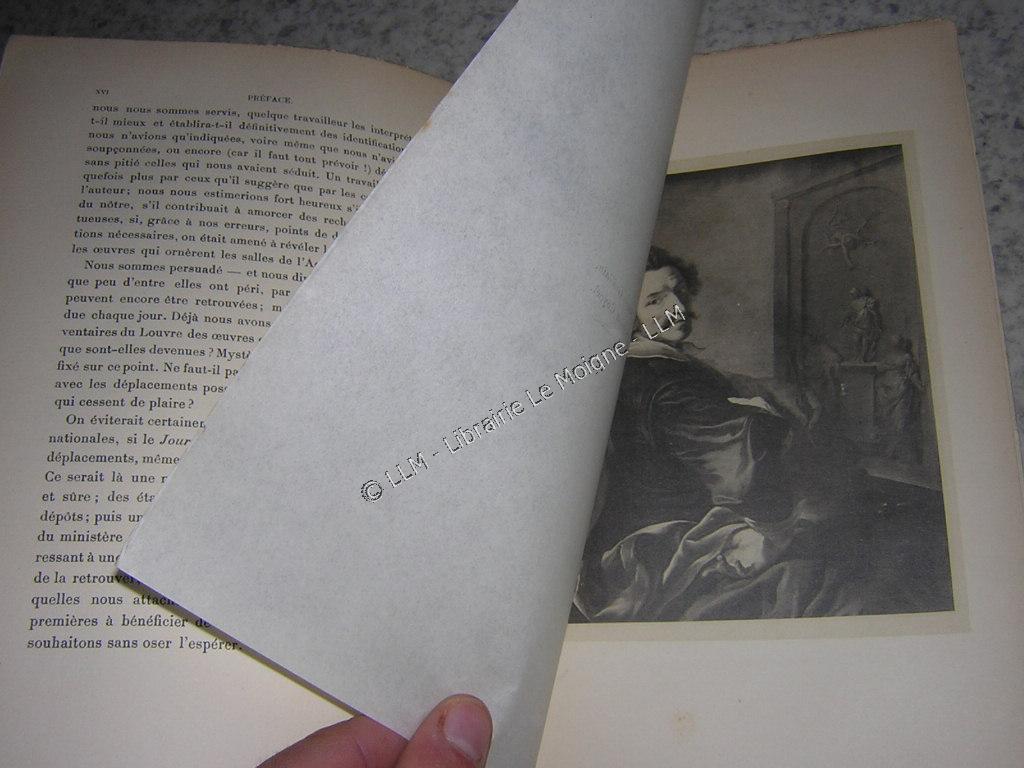 XVI PRÉFACE.
nous nous sommes servis, quelque travailleur les interpré
t-il mieux et établira-t-il définitivement des identification
nous n'avions qu'indiquées, voire même que nous n'avi
soupçonnées, ou encore (car il faut tout prévoir !) dé
sans pitié celles qui nous avaient séduit. Un travail
quefois plus par ceux qu'il suggère que par les c
l'auteur; nous nous estimerions fort heureux s'i
du nôtre, s'il contribuait à amorcer des rech
tueuses, si, grâce à nos erreurs, points de d
tions nécessaires, on était amené à révéler l
les œuvres qui ornèrent les salles de l'Ac
Nous sommes persuadé — et nous di
que peu d'entre elles ont péri, par
peuvent encore être retrouvées; m
due chaque jour. Déjà nous avons
ventaires du Louvre des œuvres
que sont-elles devenues ? Myst
fixé sur ce point. Ne faut-il pa
avec les déplacements poss
qui cessent de plaire ?
On éviterait certainer
nationales, si le Jour
déplacements, même
Ce serait là une r
et sûre; des éta
dépôts; puis un
du ministère
ressant à une
de la retrouver,
quelles nous attach
premières à bénéficier de
souhaitons sans oser l'espérer.
© LLM - Librairie Le Moigne - LLM